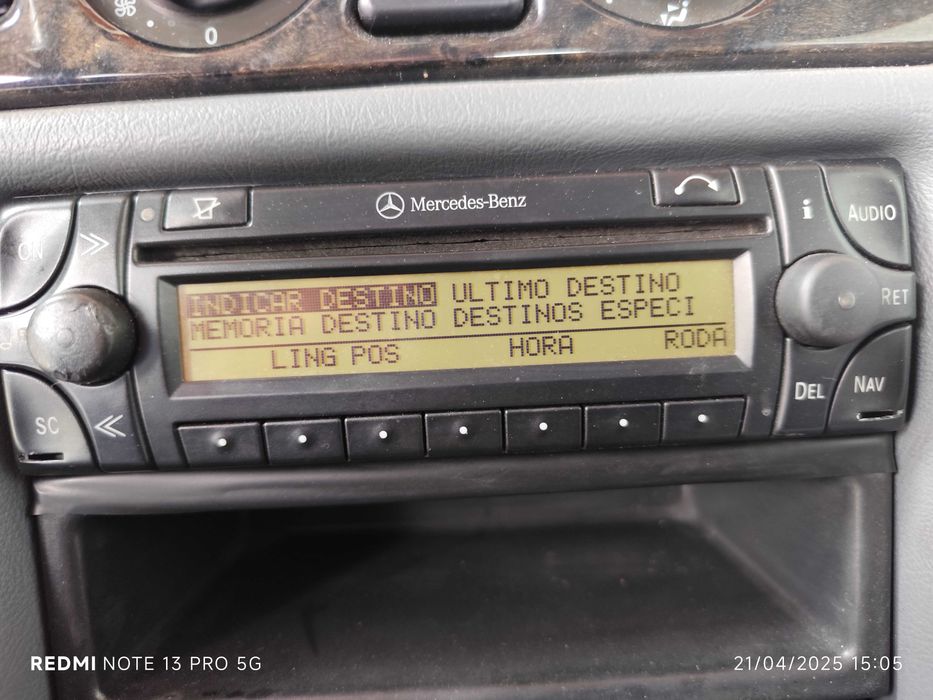 0
Mercedes-Benz
ON
i
AUDIO
INDICAR DESTINO ULTIMO DESTINO
MEMORIA DESTINO DESTINOS ESPECI
LING POS HORA RODA
RET
SC
DEL
NAV
REDMI NOTE 13 PRO 5G
21/04/2025 15:05